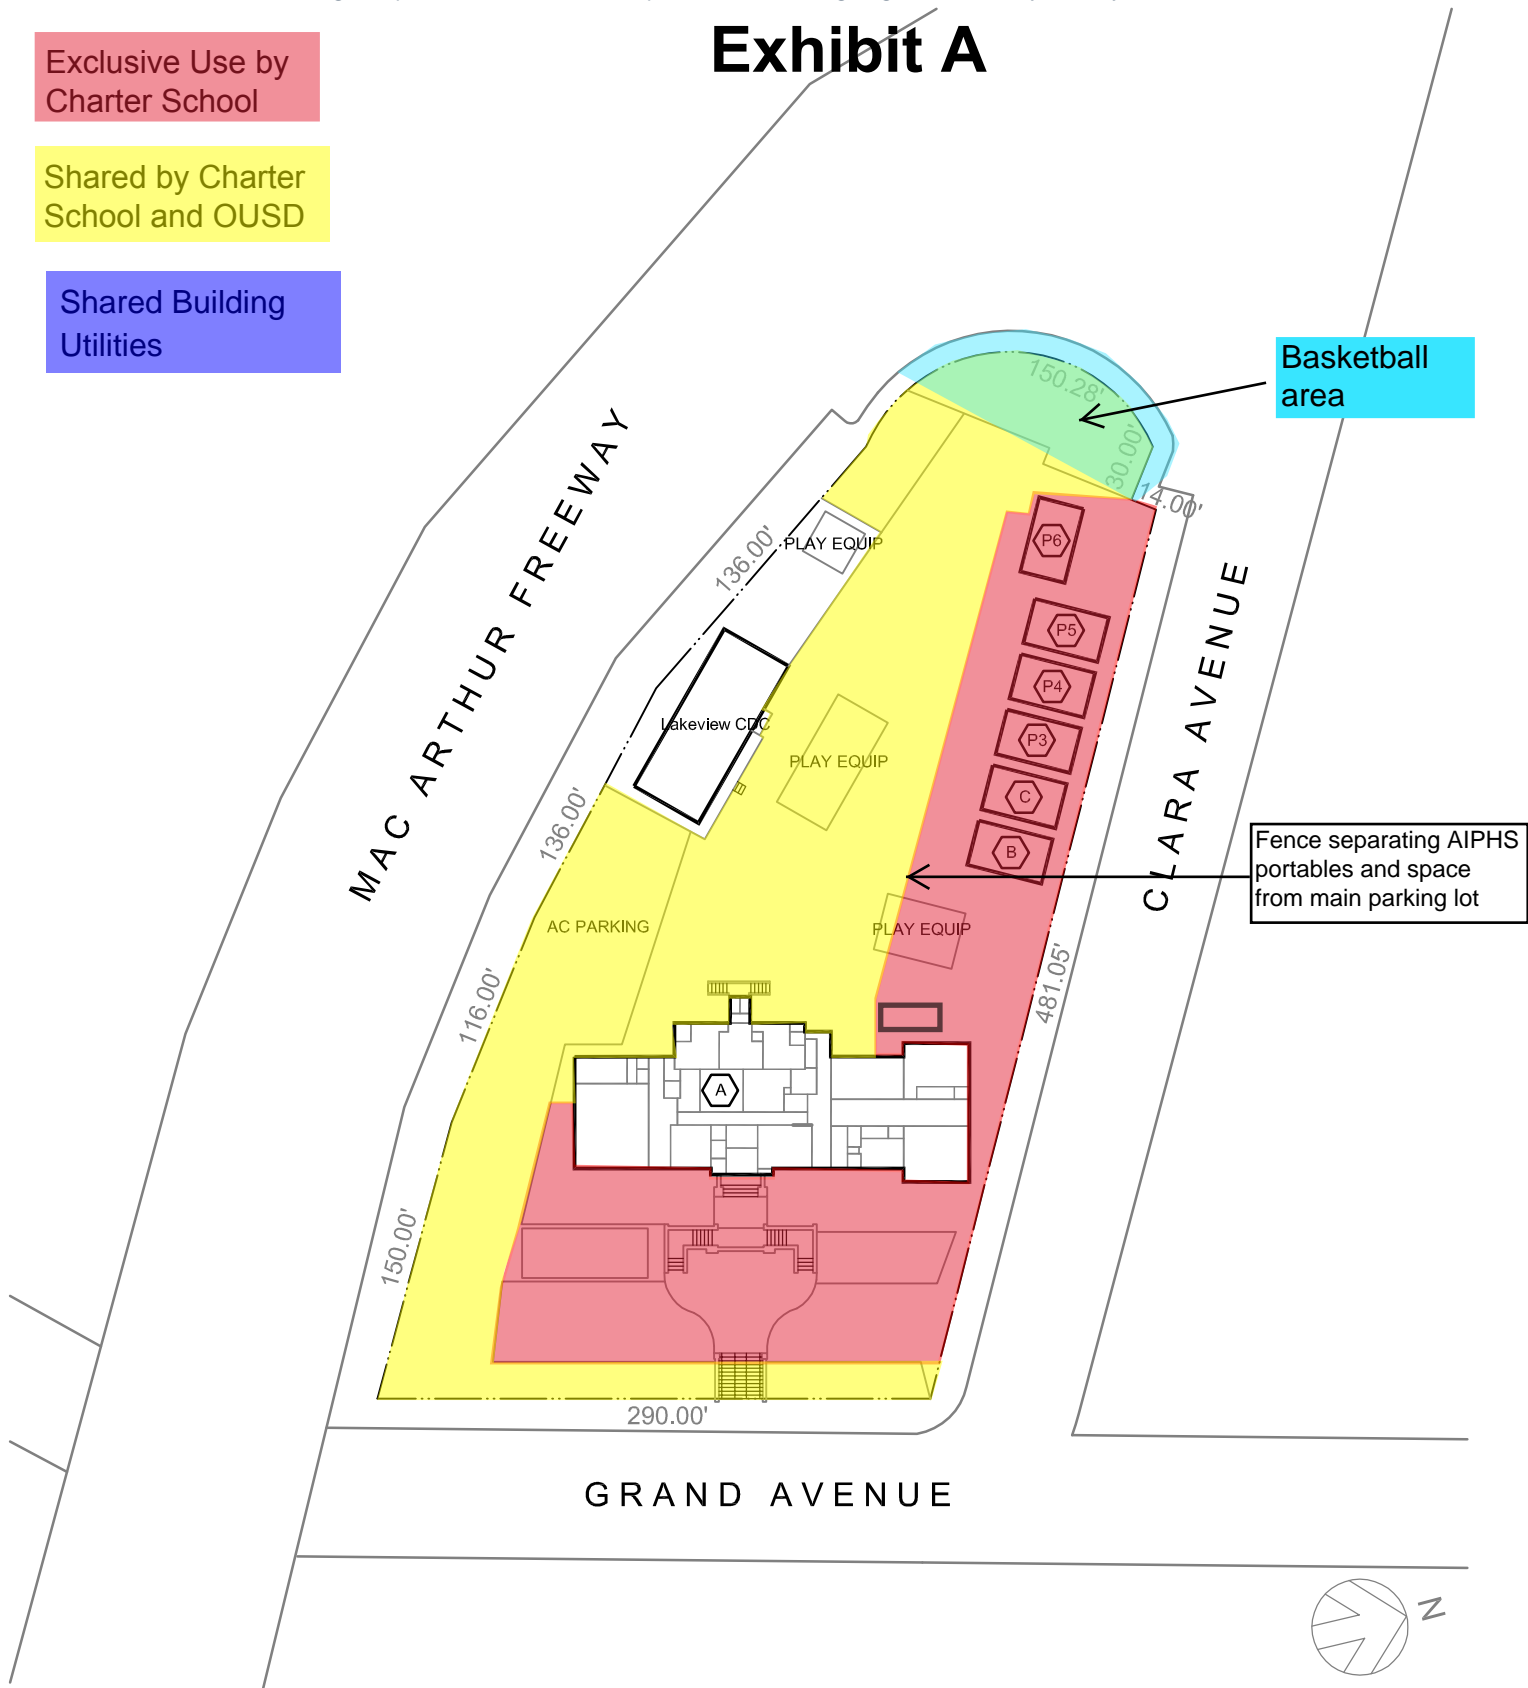 Exhibit A
Exclusive Use by
Charter School
Shared by Charter
School and OUSD
Shared Building
Utilities
Basketball
area
150.28'
30.00'
14.00'
P6
PLAY EQUIP
136.00'
MAC ARTHUR FREEWAY
CLARA AVENUE
P5
P4
Lakeview CDC
P3
PLAY EQUIP
C
136.00'
B
Fence separating AIPHS
portables and space
from main parking lot
AC PARKING
PLAY EQUIP
116.00'
481.05'
A
150.00'
290.00'
GRAND AVENUE
N